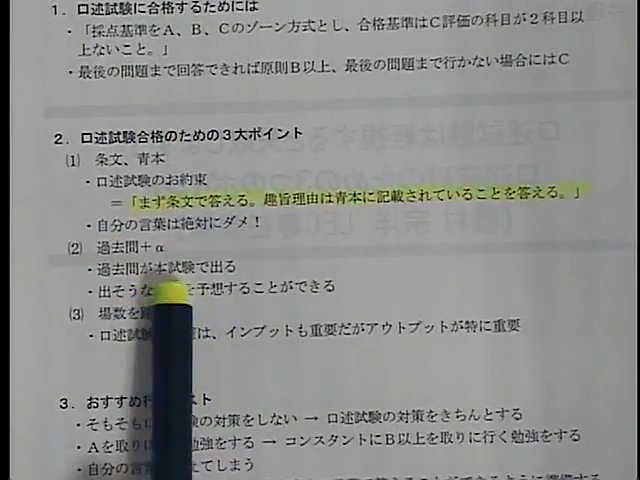 １．口述試験に合格するためには
・「採点基準をＡ、Ｂ、Ｃのゾーン方式とし、合格基準はＣ評価の科目が２科目以
上ないこと。」
・最後の問題まで回答できれば原則Ｂ以上、最後の問題まで行かない場合にはＣ
２．口述試験合格のための３大ポイント
(1) 条文、青本
・口述試験のお約束
＝「まず条文で答える。趣旨理由は青本に記載されていることを答える。」
・自分の言葉は絶対にダメ！
(2) 過去問＋α
・過去問が本試験で出る
・出そうな を予想することができる
(3) 場数を
・口述試験 は、インプットも重要だがアウトプットが特に重要
３．おすすめ スト
・そもそも の対策をしない → 口述試験の対策をきちんとする
・Ａを取り 勉強をする → コンスタントにＢ以上を取りに行く勉強をする
・自分の言 えてしまう